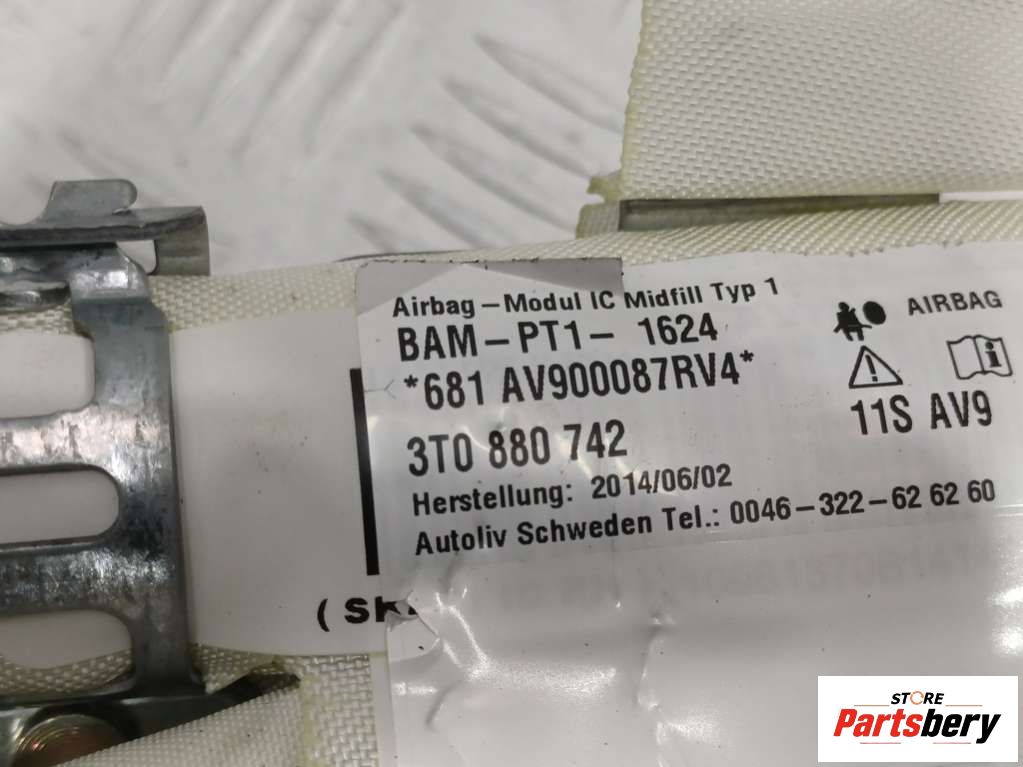 Airbag-Modul IC Midfill Typ 1
BAM-PT1- 1624
*681 AV900087RV4*
3T0 880 742
Herstellung: 2014/06/02
Autoliv Schweden Tel.: 0046-322-62 62 60
AIRBAG
11S AV9
STORE
Partsbery